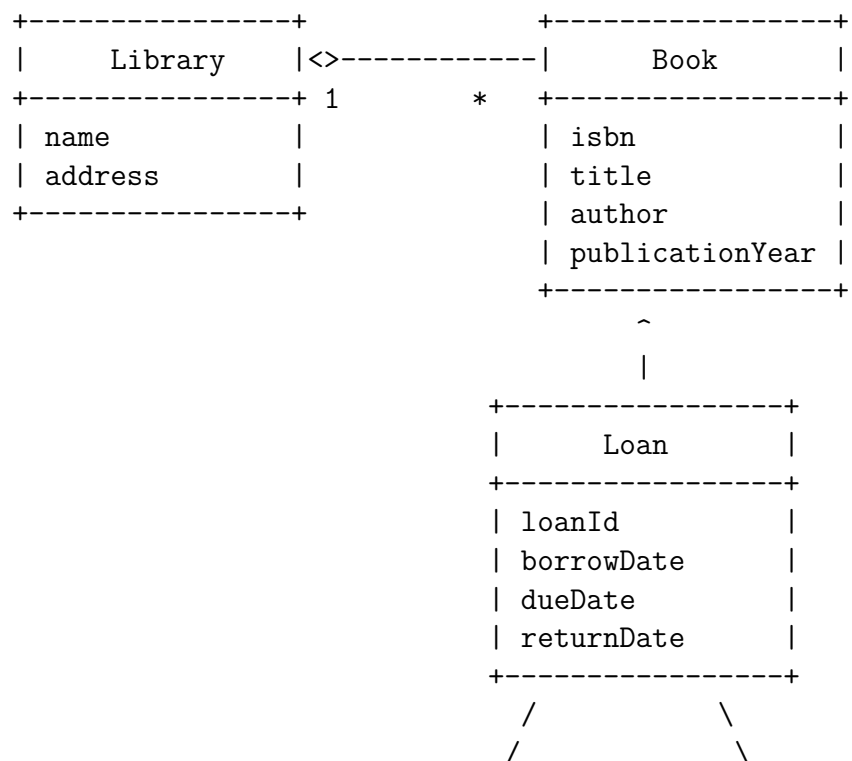 +----------------+              +-----------------+
|     Library    |<>------------|      Book       |
+----------------+ 1        *   +-----------------+
| name           |              | isbn            |
| address        |              | title           |
+----------------+              | author          |
                                | publicationYear |
                                +-----------------+
                                      ^
                                      |
                             +-----------------+
                             |      Loan       |
                             +-----------------+
                             | loanId          |
                             | borrowDate      |
                             | dueDate         |
                             | returnDate      |
                             +-----------------+
                               /           \
                              /             \